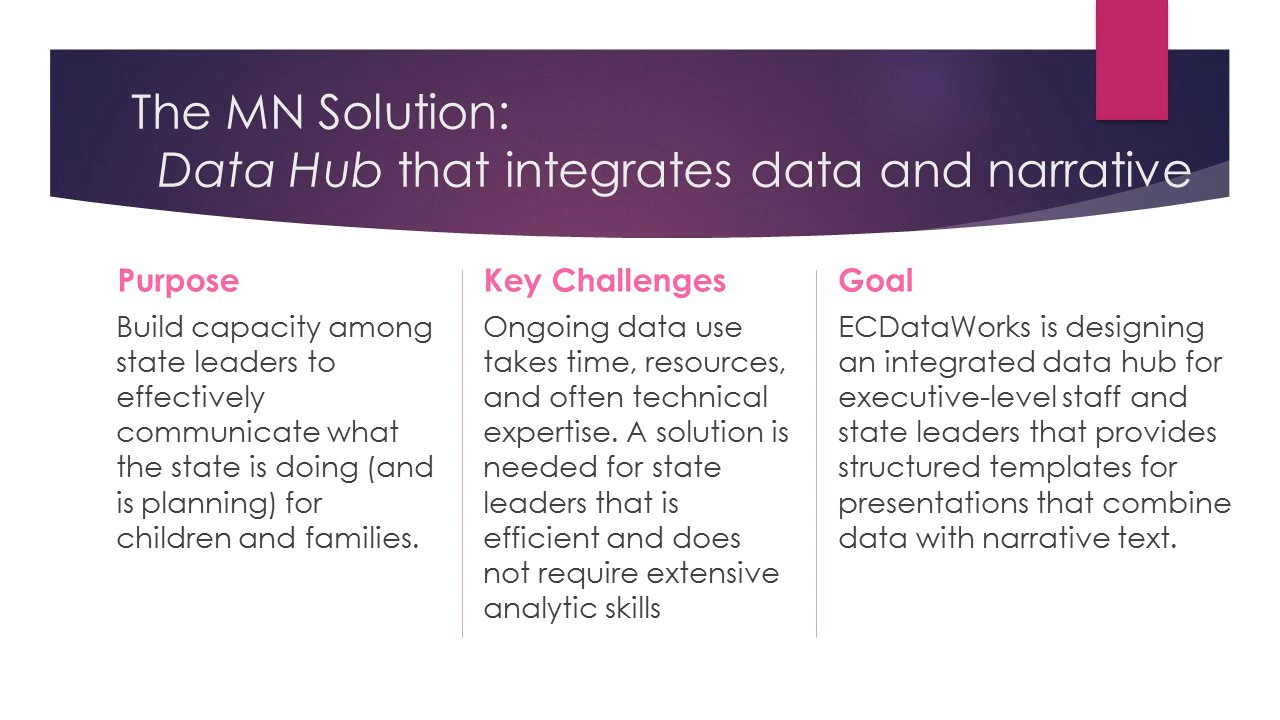 The MN Solution:
Data Hub that integrates data and narrative
Purpose
Build capacity among
state leaders to
effectively
communicate what
the state is doing (and
is planning) for
children and families.
Key Challenges
Ongoing data use
takes time, resources,
and often technical
expertise. A solution is
needed for state
leaders that is
efficient and does
not require extensive
analytic skills
Goal
ECDataWorks is designing
an integrated data hub for
executive-level staff and
state leaders that provides
structured templates for
presentations that combine
data with narrative text.